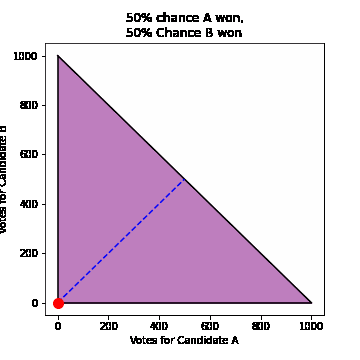 50% chance A won,
50% Chance B won
1000
800
600
400
200
0
Votes for Candidate B
0 200 400 600 800 1000
Votes for Candidate A